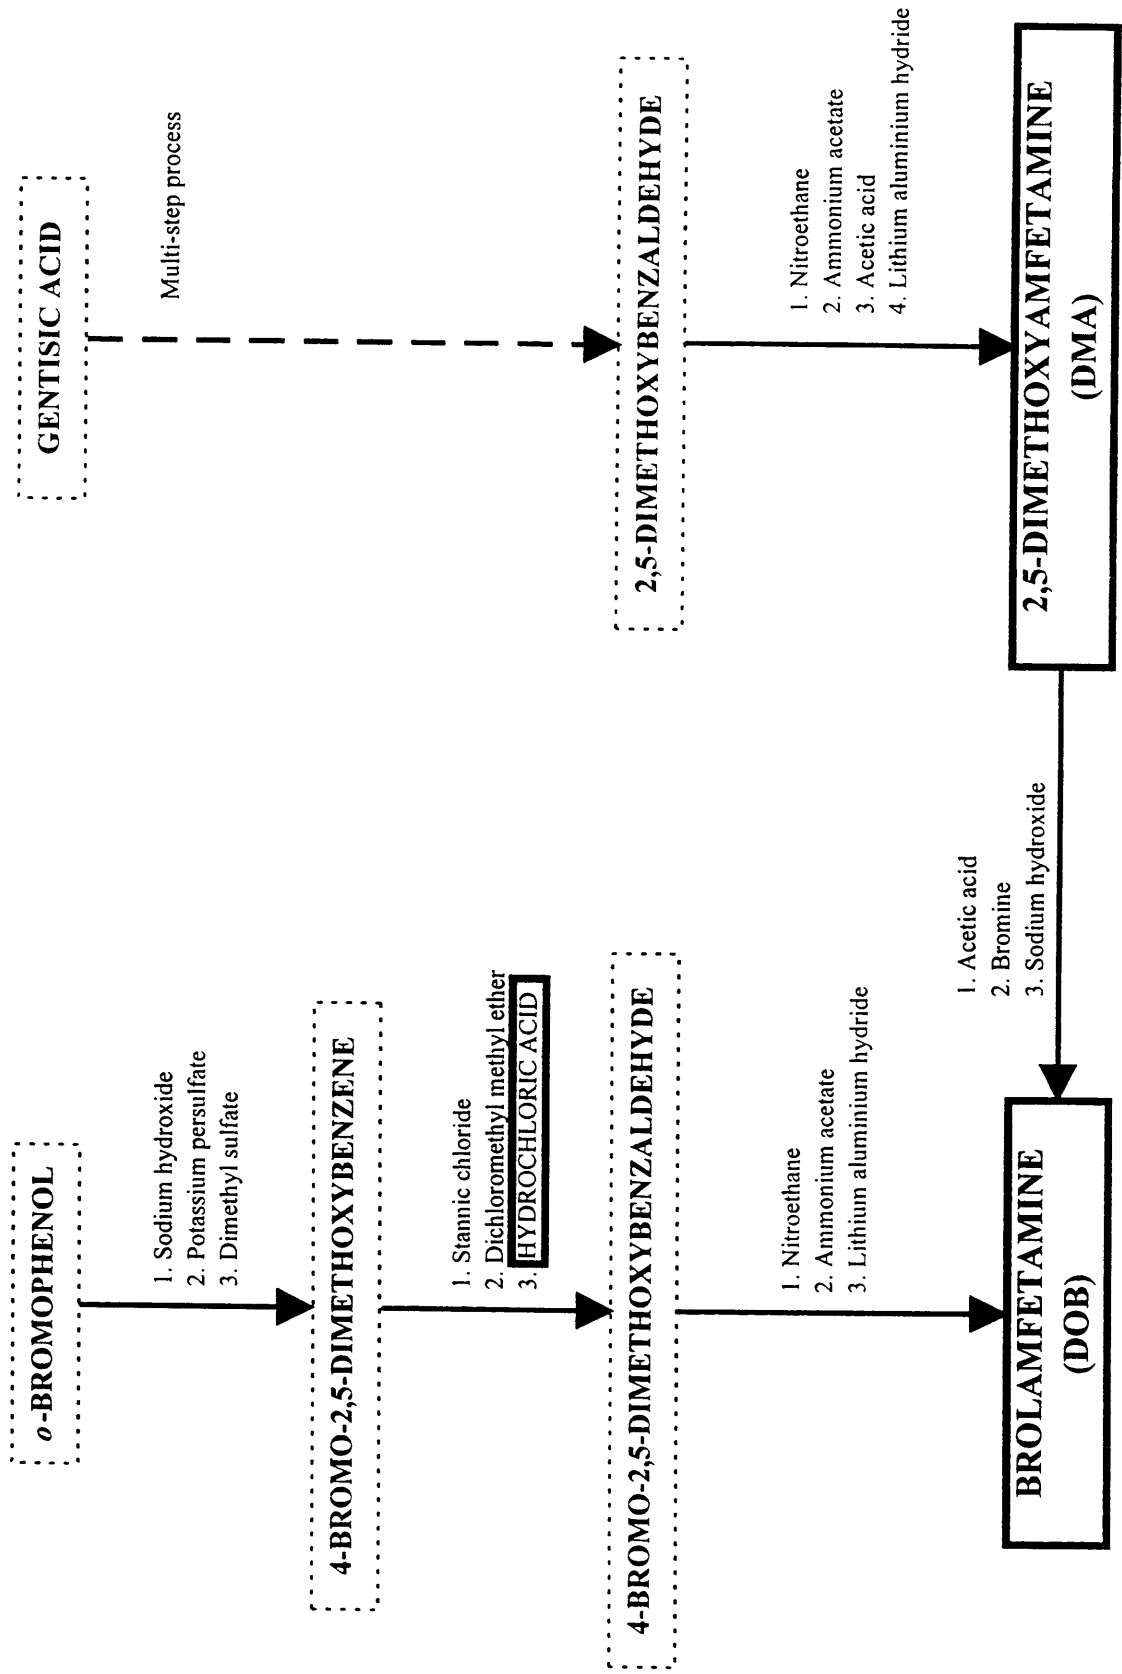 o-BROMOPHENOL
1. Sodium hydroxide
2. Potassium persulfate
3. Dimethyl sulfate
4-BROMO-2,5-DIMETHOXYBENZENE
1. Stannic chloride
2. Dichloromethyl methyl ether
3. HYDROCHLORIC ACID
4-BROMO-2,5-DIMETHOXYBENZALDEHYDE
1. Nitroethane
2. Ammonium acetate
3. Lithium aluminium hydride
BROLAMFETAMINE
(DOB)
1. Acetic acid
2. Bromine
3. Sodium hydroxide
GENTISIC ACID
Multi-step process
2,5-DIMETHOXYBENZALDEHYDE
1. Nitroethane
2. Ammonium acetate
3. Acetic acid
4. Lithium aluminium hydride
2,5-DIMETHOXYAMFETAMINE
(DMA)